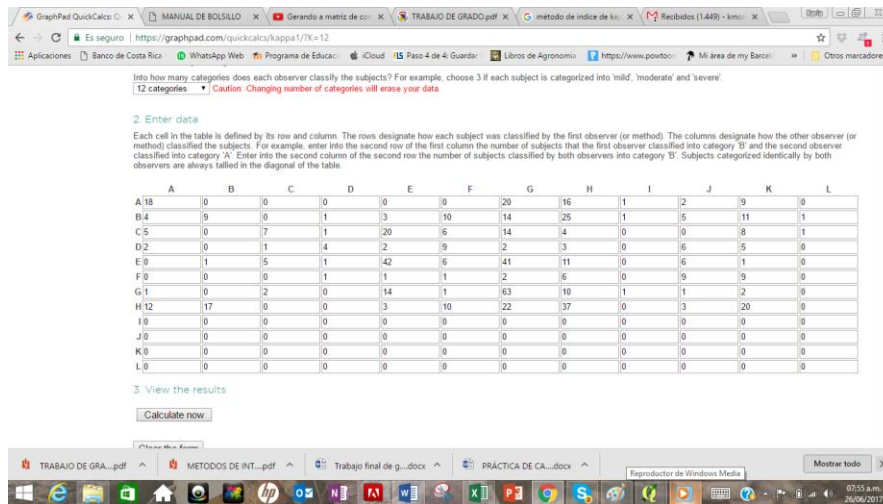 GraphPad QuickCalcs: C
MANUAL DE BOLSILLO
Gerando a matriz de con
TRABAJO DE GRADO.pdf
método de indice de ka
Recibidos (1.449) - kmor
Es seguro | https://graphpad.com/quickcalcs/kappa1/?K=12
Aplicaciones Banco de Costa Rica WhatsApp Web Programa de Educaci iCloud Paso 4 de 4: Guardar Libros de Agronomia https://www.powtoo Mi área de my Barcel » Otros marcadores
Into how many categories does each observer classify the subjects? For example, choose 3 if each subject is categorized into 'mild', 'moderate' and 'severe'.
12 categories Caution: Changing number of categories will erase your data.
2. Enter data
Each cell in the table is defined by its row and column. The rows designate how each subject was classified by the first observer (or method). The columns designate how the other observer (or
method) classified the subjects. For example, enter into the second row of the first column the number of subjects that the first observer classified into category 'B' and the second observer
classified into category 'A'. Enter into the second column of the second row the number of subjects classified by both observers into category 'B'. Subjects categorized identically by both
observers are always tallied in the diagonal of the table.
A B C D E F G H I J K L
A 18 0 0 0 0 0 20 16 1 2 9 0
B 4 9 0 1 3 10 14 25 1 5 11 1
C 5 0 7 1 20 6 14 4 0 0 8 1
D 2 0 1 4 2 9 2 3 0 6 5 0
E 0 1 5 1 42 6 41 11 0 6 1 0
F 0 0 0 1 1 1 2 6 0 9 9 0
G 1 0 2 0 14 1 63 10 1 1 2 0
H 12 17 0 0 3 10 22 37 0 3 20 0
I 0 0 0 0 0 0 0 0 0 0 0 0
J 0 0 0 0 0 0 0 0 0 0 0 0
K 0 0 0 0 0 0 0 0 0 0 0 0
L 0 0 0 0 0 0 0 0 0 0 0 0
3. View the results
Calculate now
Clear the form
TRABAJO DE GRA....pdf
METODOS DE INT....pdf
Trabajo final de g....docx
PRÁCTICA DE CA....docx
Reproductor de Windows Media
Mostrar todo
07:55 a.m.